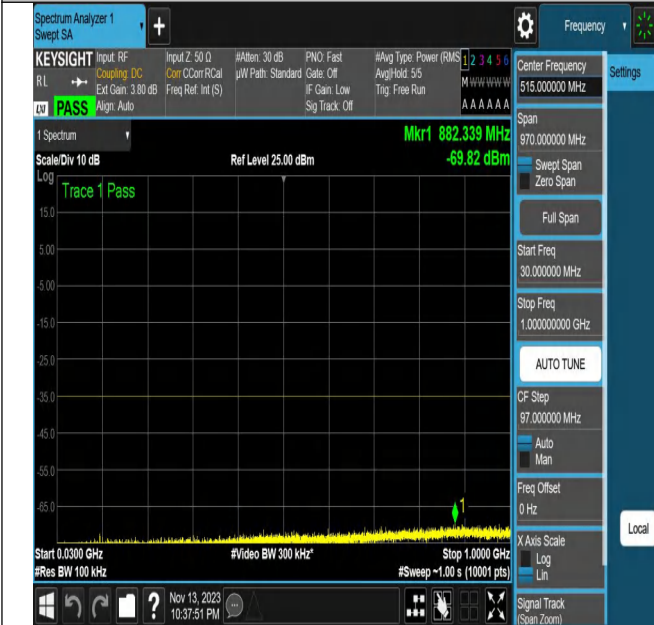 Spectrum Analyzer 1
Swept SA
+
Frequency
KEYSIGHT
RL
LXI
PASS
Input: RF
Coupling: DC
Ext Gain: 3.80 dB
Align: Auto
Input Z: 50 Ω
Corr CCorr RCal
Freq Ref: Int (S)
#Atten: 30 dB
µW Path: Standard
PNO: Fast
Gate: Off
IF Gain: Low
Sig Track: Off
#Avg Type: Power (RMS
Avg|Hold: 5/5
Trig: Free Run
1 2 3 4 5 6
M W W W W W
A A A A A A
1 Spectrum
Mkr1 882.339 MHz
Scale/Div 10 dB
Ref Level 25.00 dBm
-69.82 dBm
Log
Trace 1 Pass
15.0
5.00
-5.00
-15.0
-25.0
-35.0
-45.0
-55.0
-65.0
1
Start 0.0300 GHz
#Video BW 300 kHz*
Stop 1.0000 GHz
#Res BW 100 kHz
#Sweep ~1.00 s (10001 pts)
?
Nov 13, 2023
10:37:51 PM
Center Frequency
515.000000 MHz
Settings
Span
970.000000 MHz
Swept Span
Zero Span
Full Span
Start Freq
30.000000 MHz
Stop Freq
1.000000000 GHz
AUTO TUNE
CF Step
97.000000 MHz
Auto
Man
Freq Offset
0 Hz
Local
X Axis Scale
Log
Lin
Signal Track
(Span Zoom)